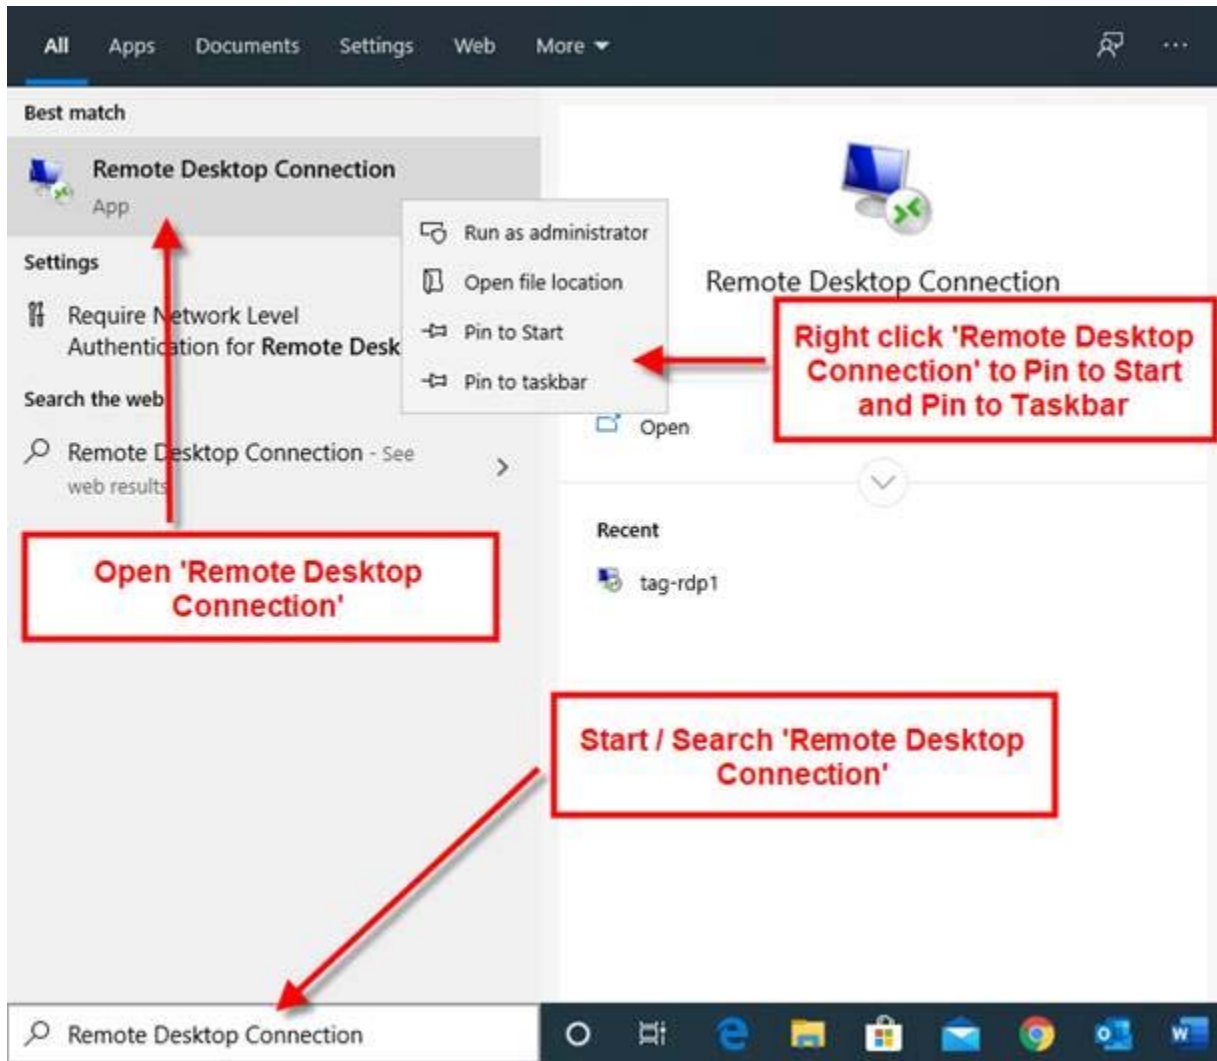 All Apps Documents Settings Web More
Best match
Remote Desktop Connection
App
Settings
Require Network Level
Authentication for Remote Desk
Search the web
Remote Desktop Connection - See
web results
Run as administrator
Open file location
Pin to Start
Pin to taskbar
Remote Desktop Connection
Right click 'Remote Desktop
Connection' to Pin to Start
and Pin to Taskbar
Open
Recent
tag-rdp1
Open 'Remote Desktop
Connection'
Start / Search 'Remote Desktop
Connection'
Remote Desktop Connection